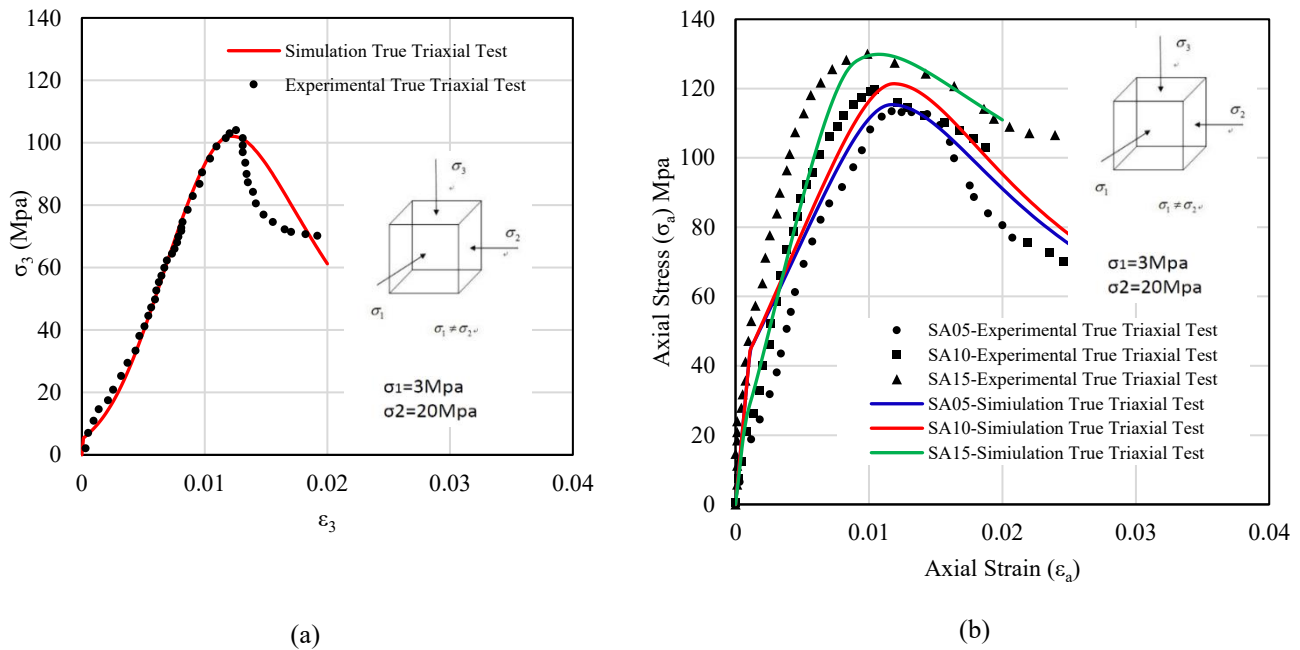 140
120
100
80
60
40
20
0
σ3 (Mpa)
Simulation True Triaxial Test
Experimental True Triaxial Test
σ3
σ2
σ1
σ1 ≠ σ2
σ1=3Mpa
σ2=20Mpa
0 0.01 0.02 0.03 0.04
ε3
(a)
140
120
100
80
60
40
20
0
Axial Stress (σa) Mpa
σ3
σ2
σ1
σ1 ≠ σ2
σ1=3Mpa
σ2=20Mpa
SA05-Experimental True Triaxial Test
SA10-Experimental True Triaxial Test
SA15-Experimental True Triaxial Test
SA05-Simiulation True Triaxial Test
SA10-Simiulation True Triaxial Test
SA15-Simiulation True Triaxial Test
0 0.01 0.02 0.03 0.04
Axial Strain (εa)
(b)